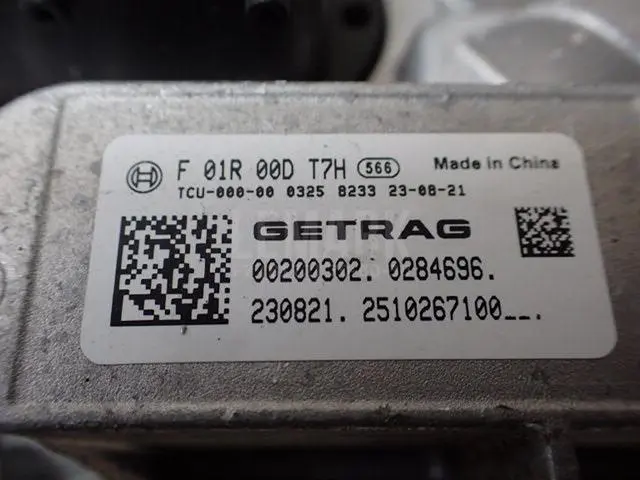 F 01R 00D T7H 566 Made in China
TCU-000-00 0325 8233 23-08-21
GETRAG
00200302. 0284696.
230821. 2510267100__.